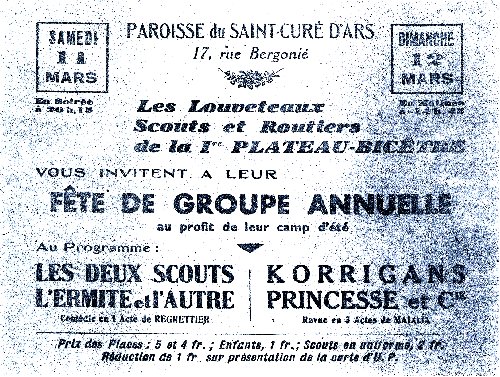 SAMEDI
11
MARS
En Soirée
à 20 h.15
PAROISSE du SAINT-CURÉ D'ARS
17, rue Bergonié
DIMANCHE
12
MARS
En Matinée
Les Louveteaux
Scouts et Routiers
de la 1re PLATEAU-BICÊTRE
VOUS INVITENT A LEUR
FÊTE DE GROUPE ANNUELLE
au profit de leur camp d'été
Au Programme :
LES DEUX SCOUTS
L'ERMITE et l'AUTRE
Comédie en 1 Acte de REGNETTIER
KORRIGANS
PRINCESSE et Cie
Revue en 3 Actes de
Prix des Places : 5 et 4 fr. ; Enfants, 1 fr. ; Scouts en uniforme, 2 fr.
Réduction de 1 fr. sur présentation de la carte d'U. P.